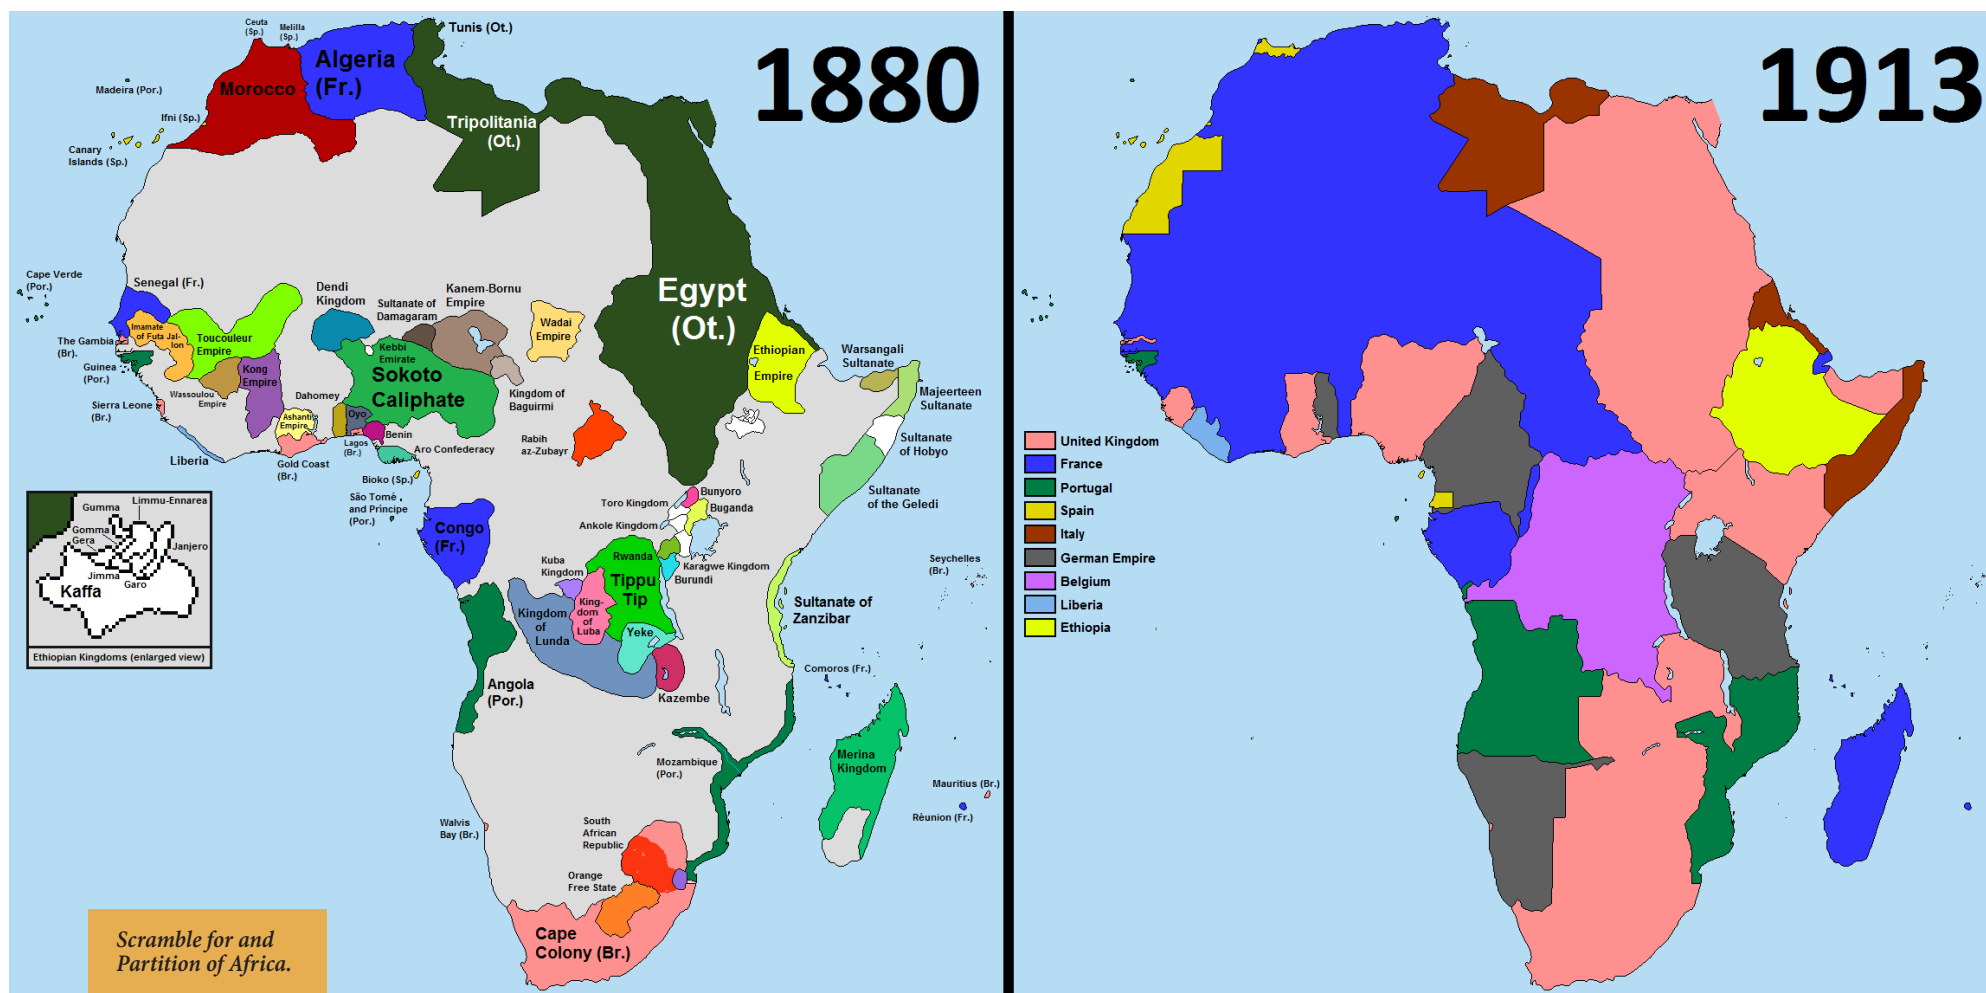 Ceuta
(Sp.)
Melilla
(Sp.)
Tunis (Ot.)
1880
Algeria
(Fr.)
Morocco
Madeira (Por.)
Ifni (Sp.)
Tripolitania
(Ot.)
Canary
Islands (Sp.)
Cape Verde
(Por.)
Senegal (Fr.)
Dendi
Kingdom
Sultanate of
Damagaram
Kanem-Bornu
Empire
Egypt
(Ot.)
Wadai
Empire
Imamate
of Futa Jal-
lon
Toucouleur
Empire
The Gambia
(Br).
Kebbi
Emirate
Ethiopian
Empire
Warsangali
Sultanate
Guinea
(Por.)
Kong
Empire
Sokoto
Caliphate
Kingdom of
Baguirmi
Majeerteen
Sultanate
Wassoulou
Empire
Dahomey
Sierra Leone
(Br.)
Ashanti
Empire
Oyo
Benin
Rabih
az-Zubayr
Sultanate
of Hobyo
Lagos
(Br.)
Aro Confederacy
Liberia
Gold Coast
(Br.)
Bioko (Sp.)
São Tomé
and Principe
(Por.)
Toro Kingdom
Bunyoro
Buganda
Sultanate
of the Geledi
Ankole Kingdom
Congo
(Fr.)
Limmu-Ennarea
Gumma
Gomma
Gera
Janjero
Jimma
Garo
Kaffa
Ethiopian Kingdoms (enlarged view)
Kuba
Kingdom
Rwanda
Karagwe Kingdom
Burundi
Seychelles
(Br.)
Tippu
Tip
Kingdom
of
Lunda
King-
dom
of
Luba
Yeke
Sultanate of
Zanzibar
Angola
(Por.)
Kazembe
Comoros (Fr.)
Mozambique
(Por.)
Merina
Kingdom
Mauritius (Br.)
Réunion (Fr.)
Walvis
Bay (Br.)
South
African
Republic
Orange
Free State
Cape
Colony (Br.)
Scramble for and
Partition of Africa.
1913
United Kingdom
France
Portugal
Spain
Italy
German Empire
Belgium
Liberia
Ethiopia